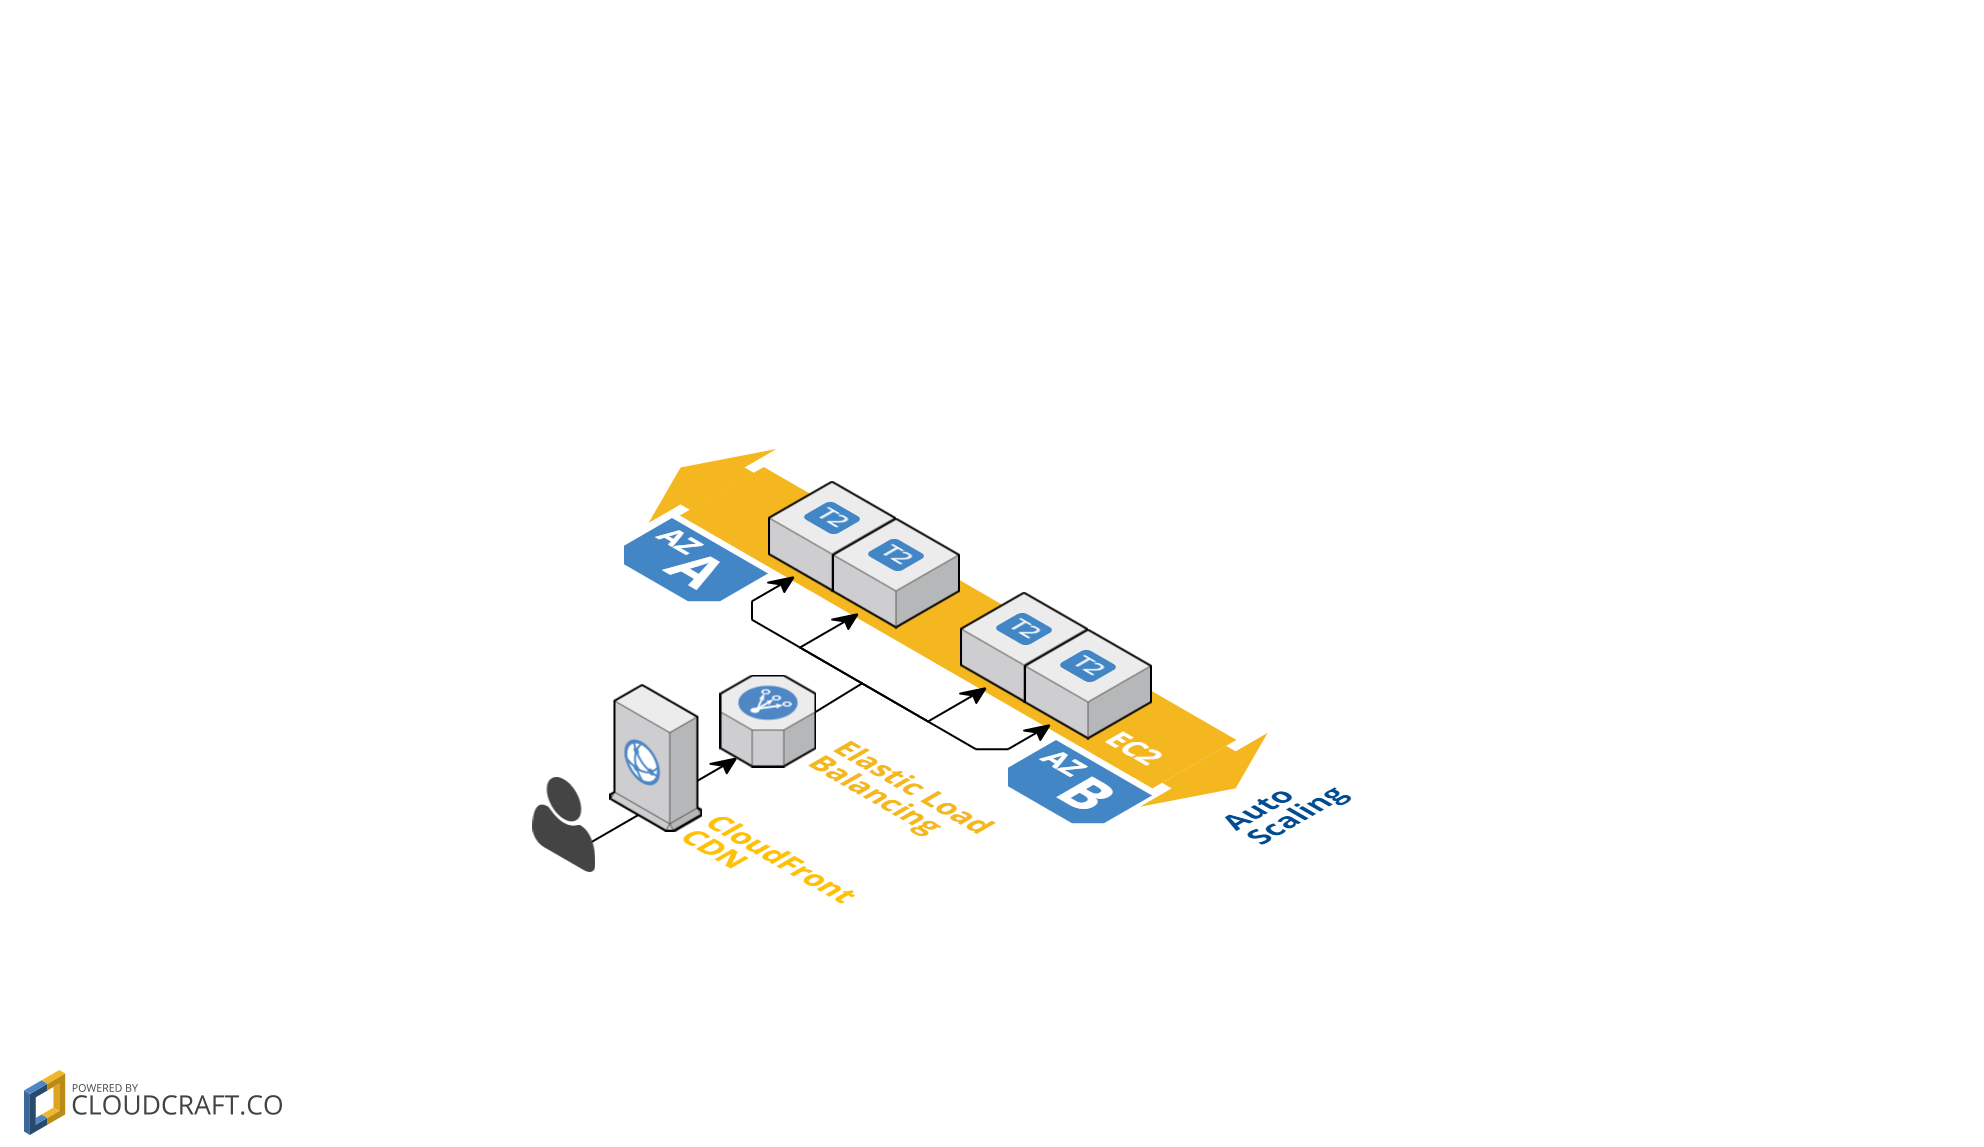 T2
T2
AZ
A
T2
T2
EC2
AZ
B
Auto
Scaling
Elastic Load
Balancing
CloudFront
CDN
POWERED BY
CLOUDCRAFT.CO